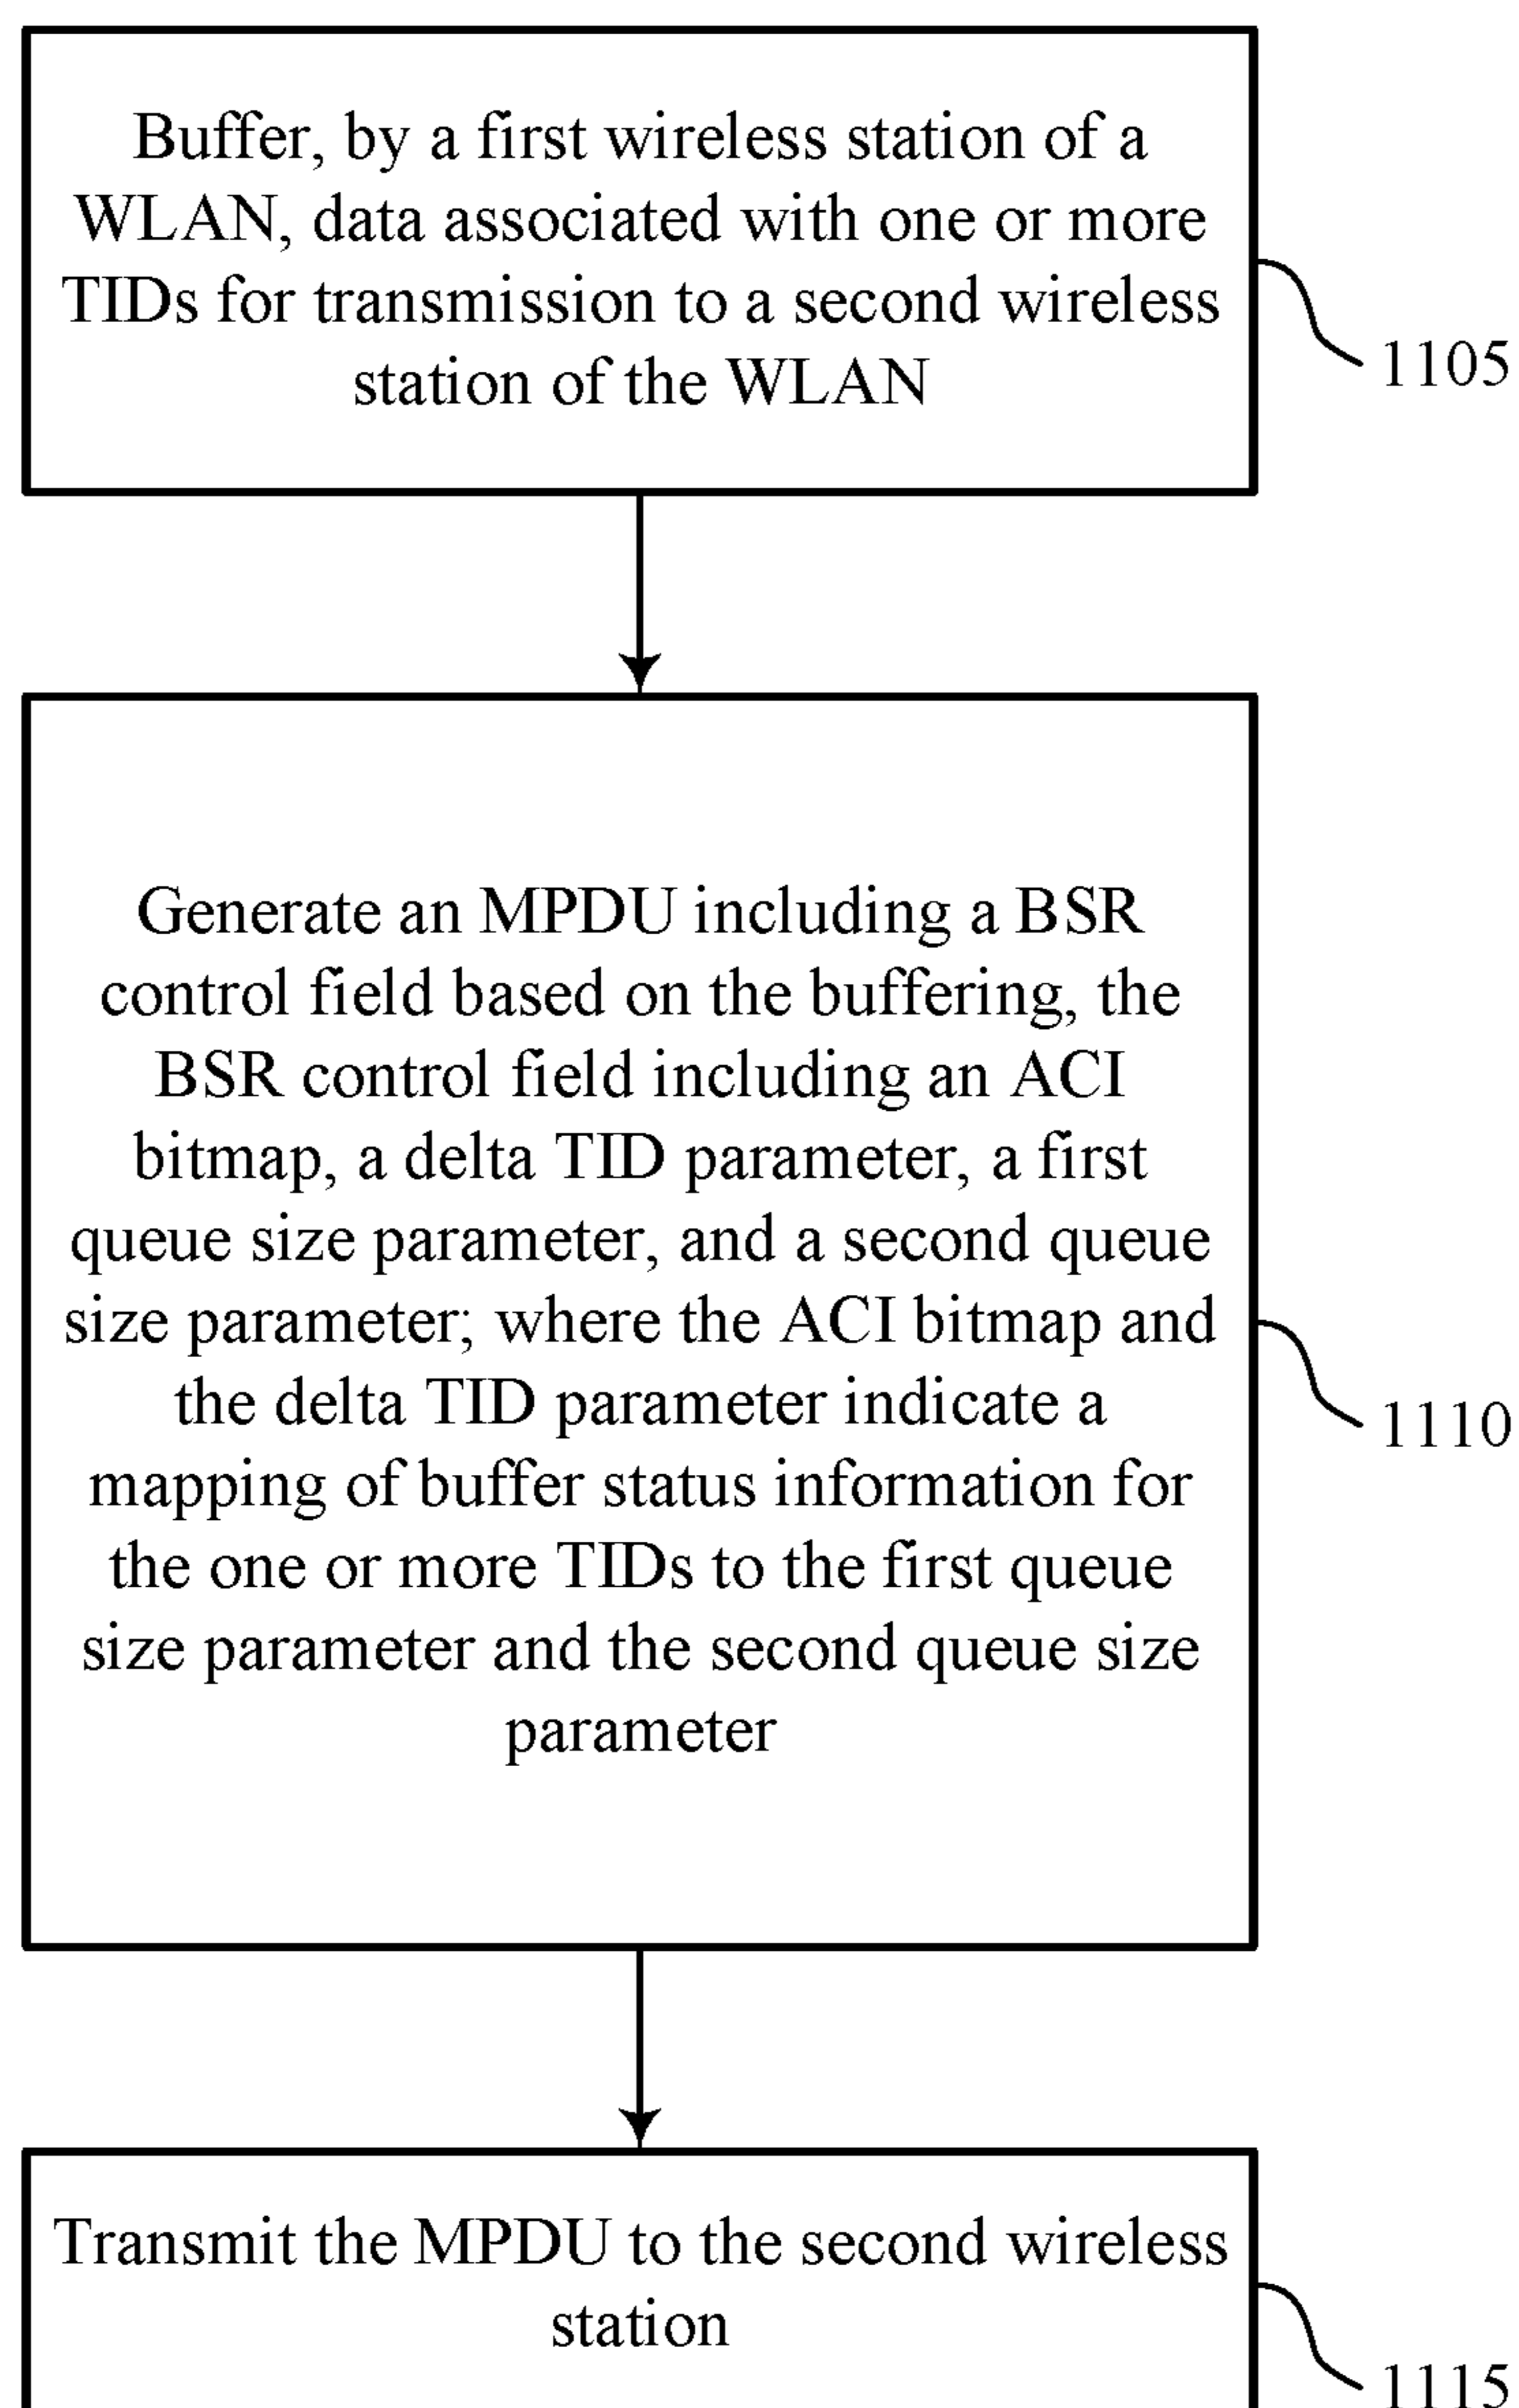 Buffer, by a first wireless station of a
WLAN, data associated with one or more
TIDs for transmission to a second wireless
station of the WLAN
1105
Generate an MPDU including a BSR
control field based on the buffering, the
BSR control field including an ACI
bitmap, a delta TID parameter, a first
queue size parameter, and a second queue
size parameter; where the ACI bitmap and
the delta TID parameter indicate a
mapping of buffer status information for
the one or more TIDs to the first queue
size parameter and the second queue size
parameter
1110
Transmit the MPDU to the second wireless
station
1115